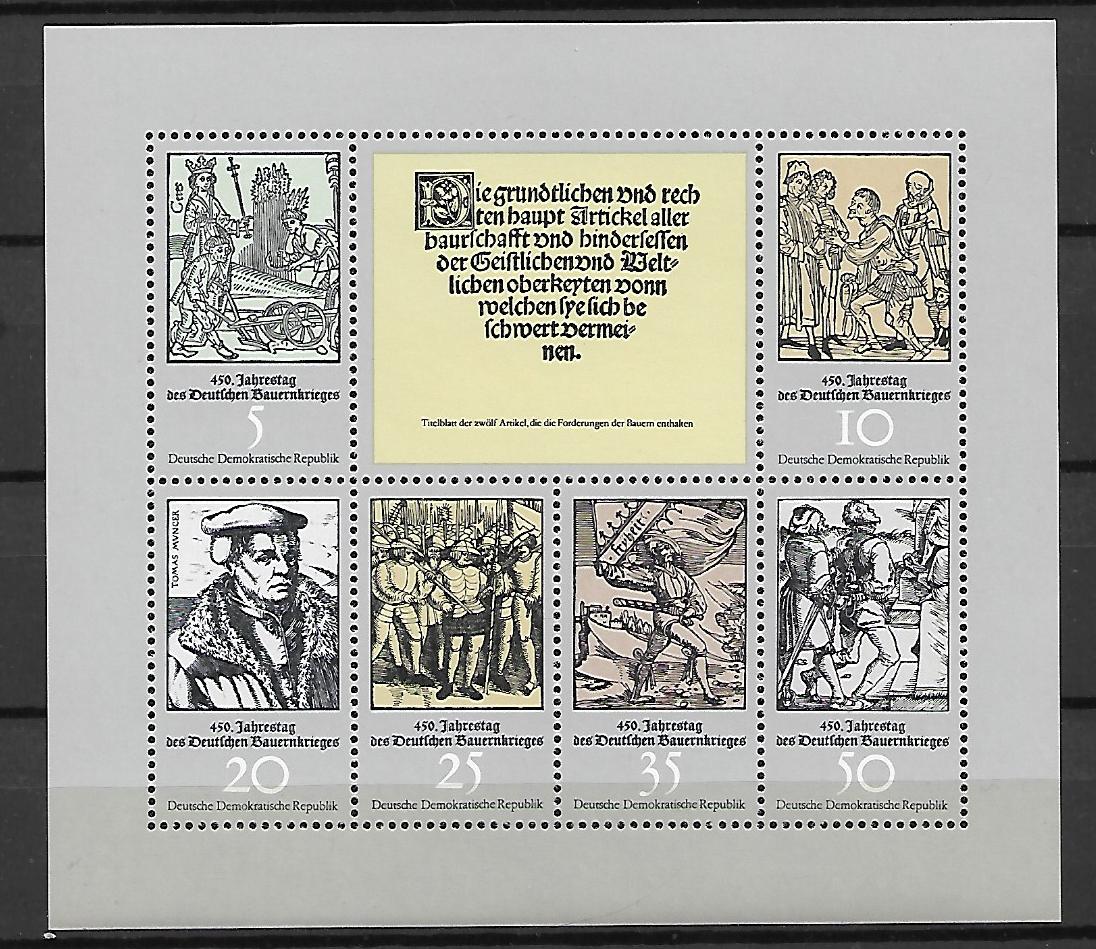 Ceres
450. Jahrestag
des Deutschen Bauernkrieges
5
Deutsche Demokratische Republik
Die grundtlichen vnd rech
ten haupt Artickel aller
baurschafft vnd hindersessen
der Geistlichen vnd Welt-
lichen oberkeyten vonn
welchen sye sich be
schwert vermei-
nen.
Titelblatt der zwölf Artikel, die die Forderungen der Bauern enthalten
450. Jahrestag
des Deutschen Bauernkrieges
10
Deutsche Demokratische Republik
TOMAS MVNCER
450. Jahrestag
des Deutschen Bauernkrieges
20
Deutsche Demokratische Republik
450. Jahrestag
des Deutschen Bauernkrieges
25
Deutsche Demokratische Republik
Freiheit
450. Jahrestag
des Deutschen Bauernkrieges
35
Deutsche Demokratische Republik
450. Jahrestag
des Deutschen Bauernkrieges
50
Deutsche Demokratische Republik